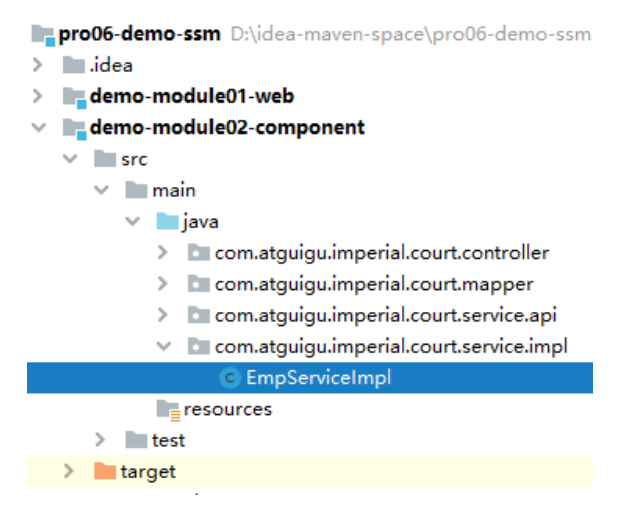 pro06-demo-ssm D:\idea-maven-space\pro06-demo-ssm
.idea
demo-module01-web
demo-module02-component
src
main
java
com.atguigu.imperial.court.controller
com.atguigu.imperial.court.mapper
com.atguigu.imperial.court.service.api
com.atguigu.imperial.court.service.impl
C EmpServiceImpl
resources
test
target